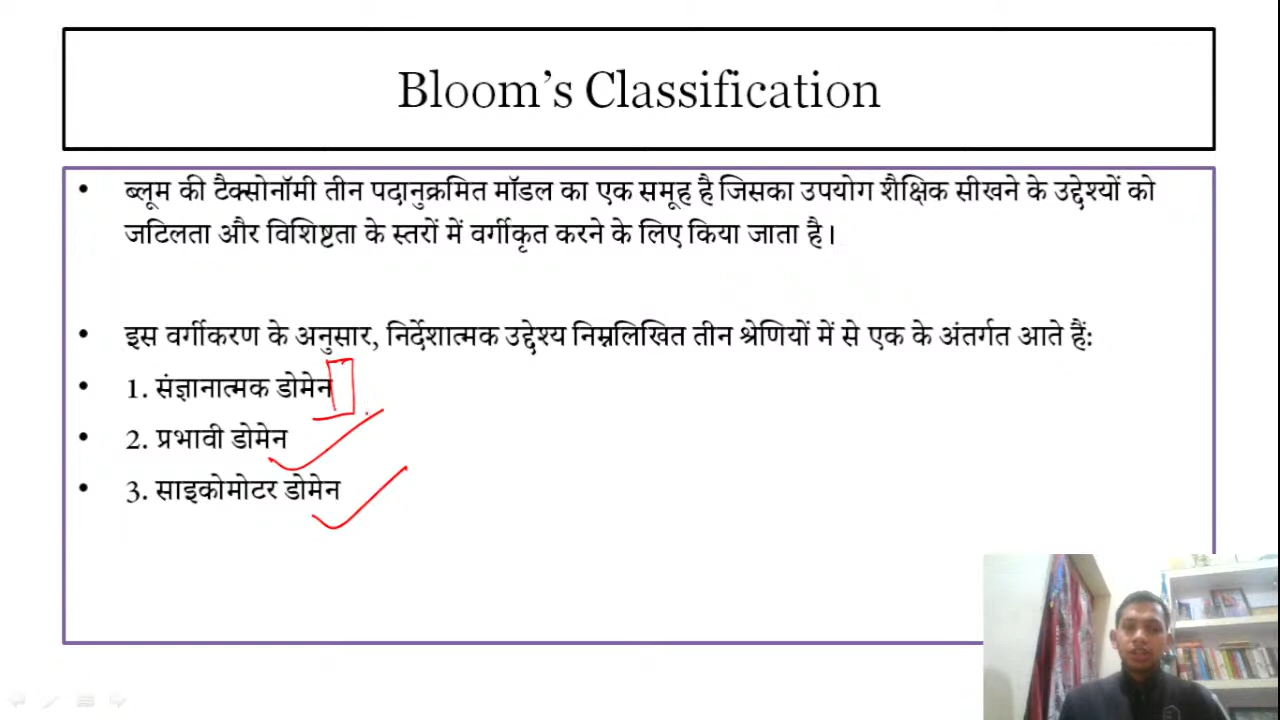 Bloom's Classification
• ब्लूम की टैक्सोनॉमी तीन पदानुक्रमित मॉडल का एक समूह है जिसका उपयोग शैक्षिक सीखने के उद्देश्यों को
जटिलता और विशिष्टता के स्तरों में वर्गीकृत करने के लिए किया जाता है।
• इस वर्गीकरण के अनुसार, निर्देशात्मक उद्देश्य निम्नलिखित तीन श्रेणियों में से एक के अंतर्गत आते हैं:
• 1. संज्ञानात्मक डोमेन
• 2. प्रभावी डोमेन
• 3. साइकोमोटर डोमेन